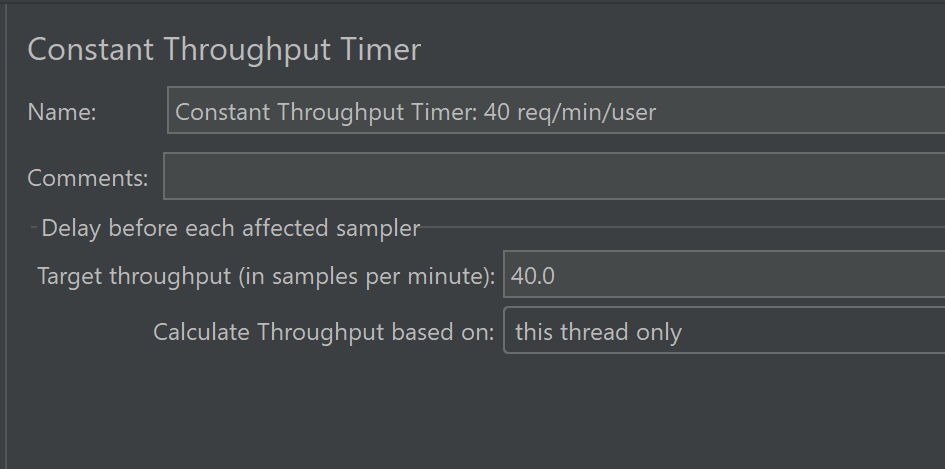 Constant Throughput Timer
Name: Constant Throughput Timer: 40 req/min/user
Comments:
Delay before each affected sampler
Target throughput (in samples per minute): 40.0
Calculate Throughput based on: this thread only